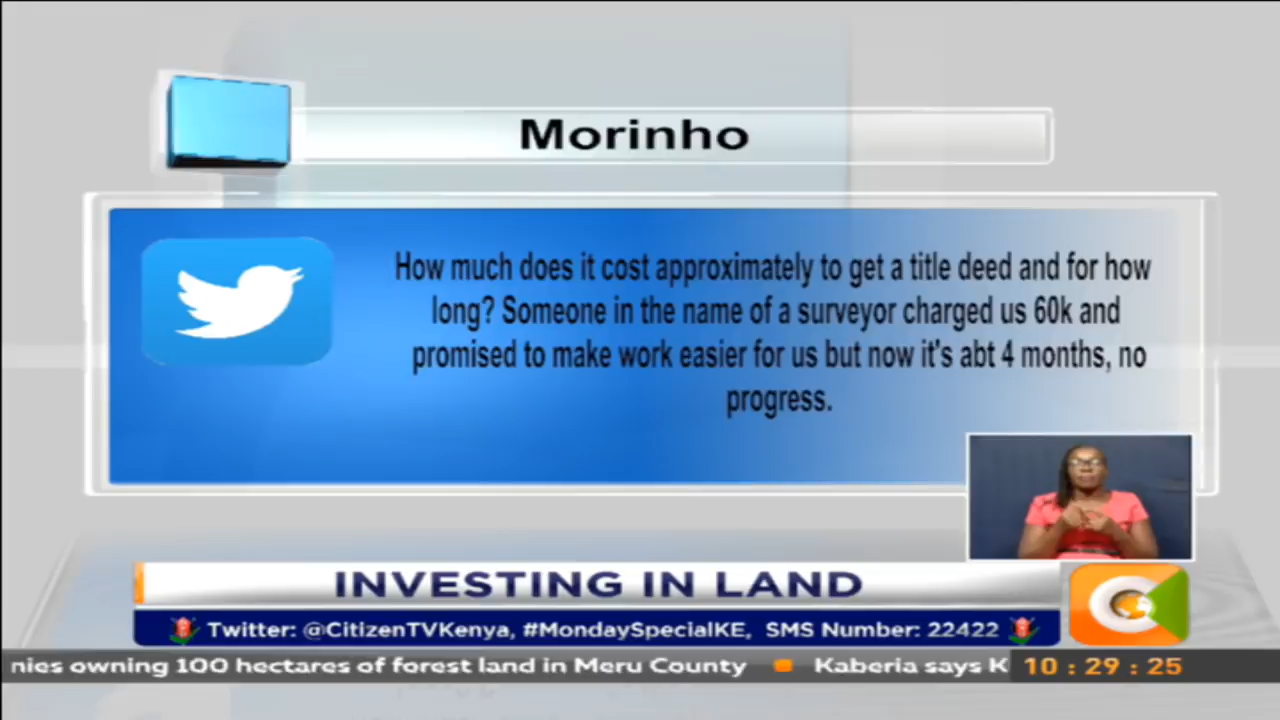 Morinho
How much does it cost approximately to get a title deed and for how
long? Someone in the name of a surveyor charged us 60k and
promised to make work easier for us but now it's abt 4 months, no
progress.
INVESTING IN LAND
Twitter: @CitizenTVKenya, #MondaySpecialKE, SMS Number: 22422
nies owning 100 hectares of forest land in Meru County Kaberia says K 10:29:25